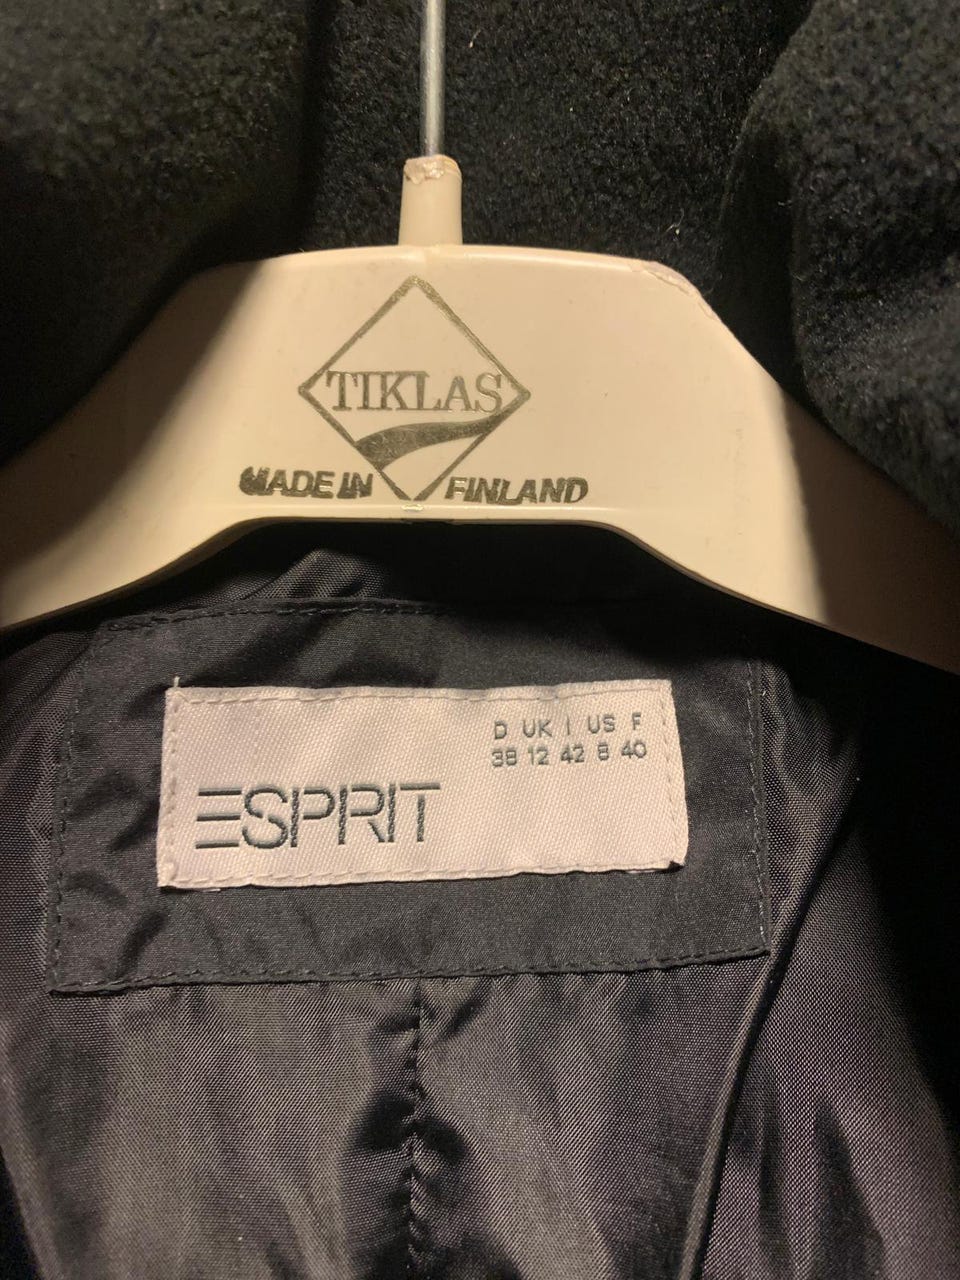 TIKLAS
MADE IN FINLAND
D UK I US F
38 12 42 8 40
ESPRIT